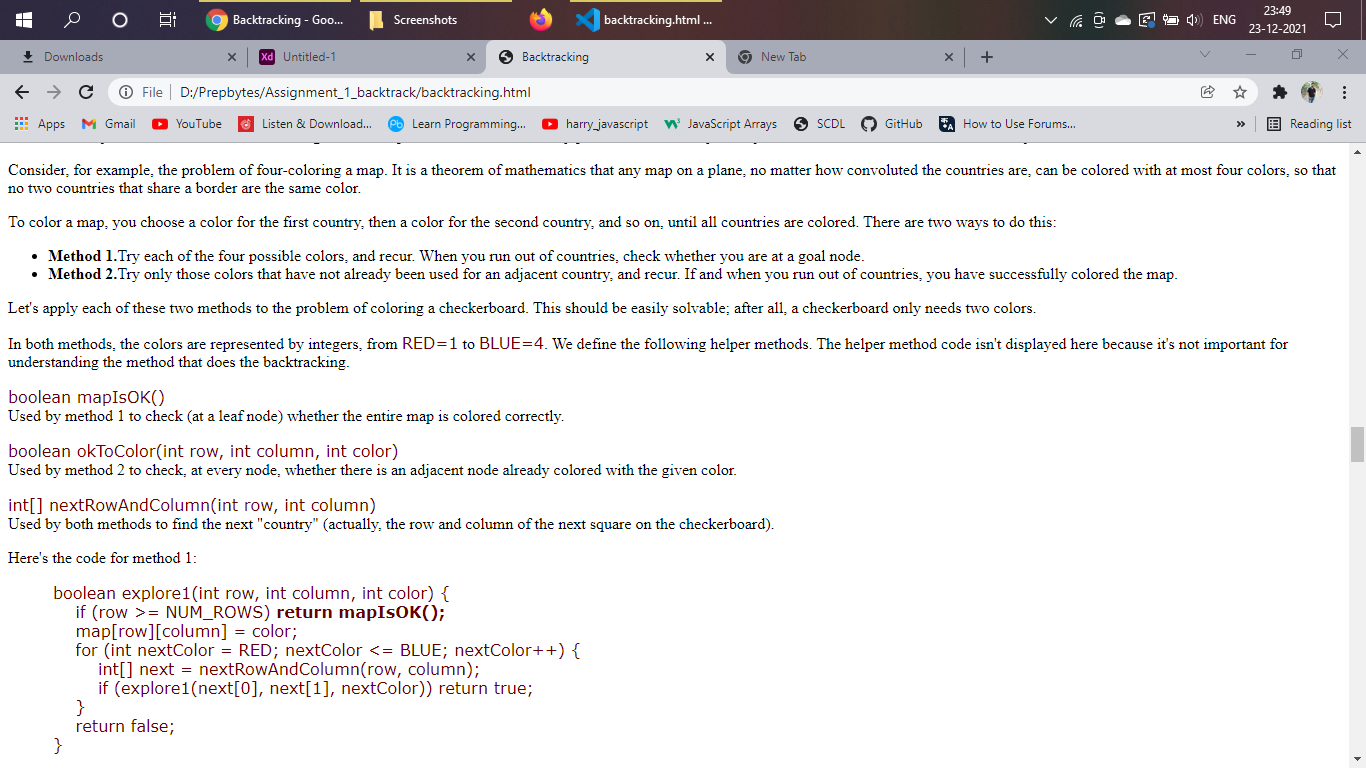 Backtracking - Goo...
Screenshots
backtracking.html ...
ENG
23:49
23-12-2021
Downloads
Xd Untitled-1
Backtracking
New Tab
File | D:/Prepbytes/Assignment_1_backtrack/backtracking.html
Apps
Gmail
YouTube
Listen & Download...
Learn Programming...
harry_javascript
JavaScript Arrays
SCDL
GitHub
How to Use Forums...
»
Reading list
Consider, for example, the problem of four-coloring a map. It is a theorem of mathematics that any map on a plane, no matter how convoluted the countries are, can be colored with at most four colors, so that
no two countries that share a border are the same color.
To color a map, you choose a color for the first country, then a color for the second country, and so on, until all countries are colored. There are two ways to do this:
• Method 1.Try each of the four possible colors, and recur. When you run out of countries, check whether you are at a goal node.
• Method 2.Try only those colors that have not already been used for an adjacent country, and recur. If and when you run out of countries, you have successfully colored the map.
Let's apply each of these two methods to the problem of coloring a checkerboard. This should be easily solvable; after all, a checkerboard only needs two colors.
In both methods, the colors are represented by integers, from RED=1 to BLUE=4. We define the following helper methods. The helper method code isn't displayed here because it's not important for
understanding the method that does the backtracking.
boolean mapIsOK()
Used by method 1 to check (at a leaf node) whether the entire map is colored correctly.
boolean okToColor(int row, int column, int color)
Used by method 2 to check, at every node, whether there is an adjacent node already colored with the given color.
int[] nextRowAndColumn(int row, int column)
Used by both methods to find the next "country" (actually, the row and column of the next square on the checkerboard).
Here's the code for method 1:
boolean explore1(int row, int column, int color) {
if (row >= NUM_ROWS) return mapIsOK();
map[row][column] = color;
for (int nextColor = RED; nextColor <= BLUE; nextColor++) {
int[] next = nextRowAndColumn(row, column);
if (explore1(next[0], next[1], nextColor)) return true;
}
return false;
}